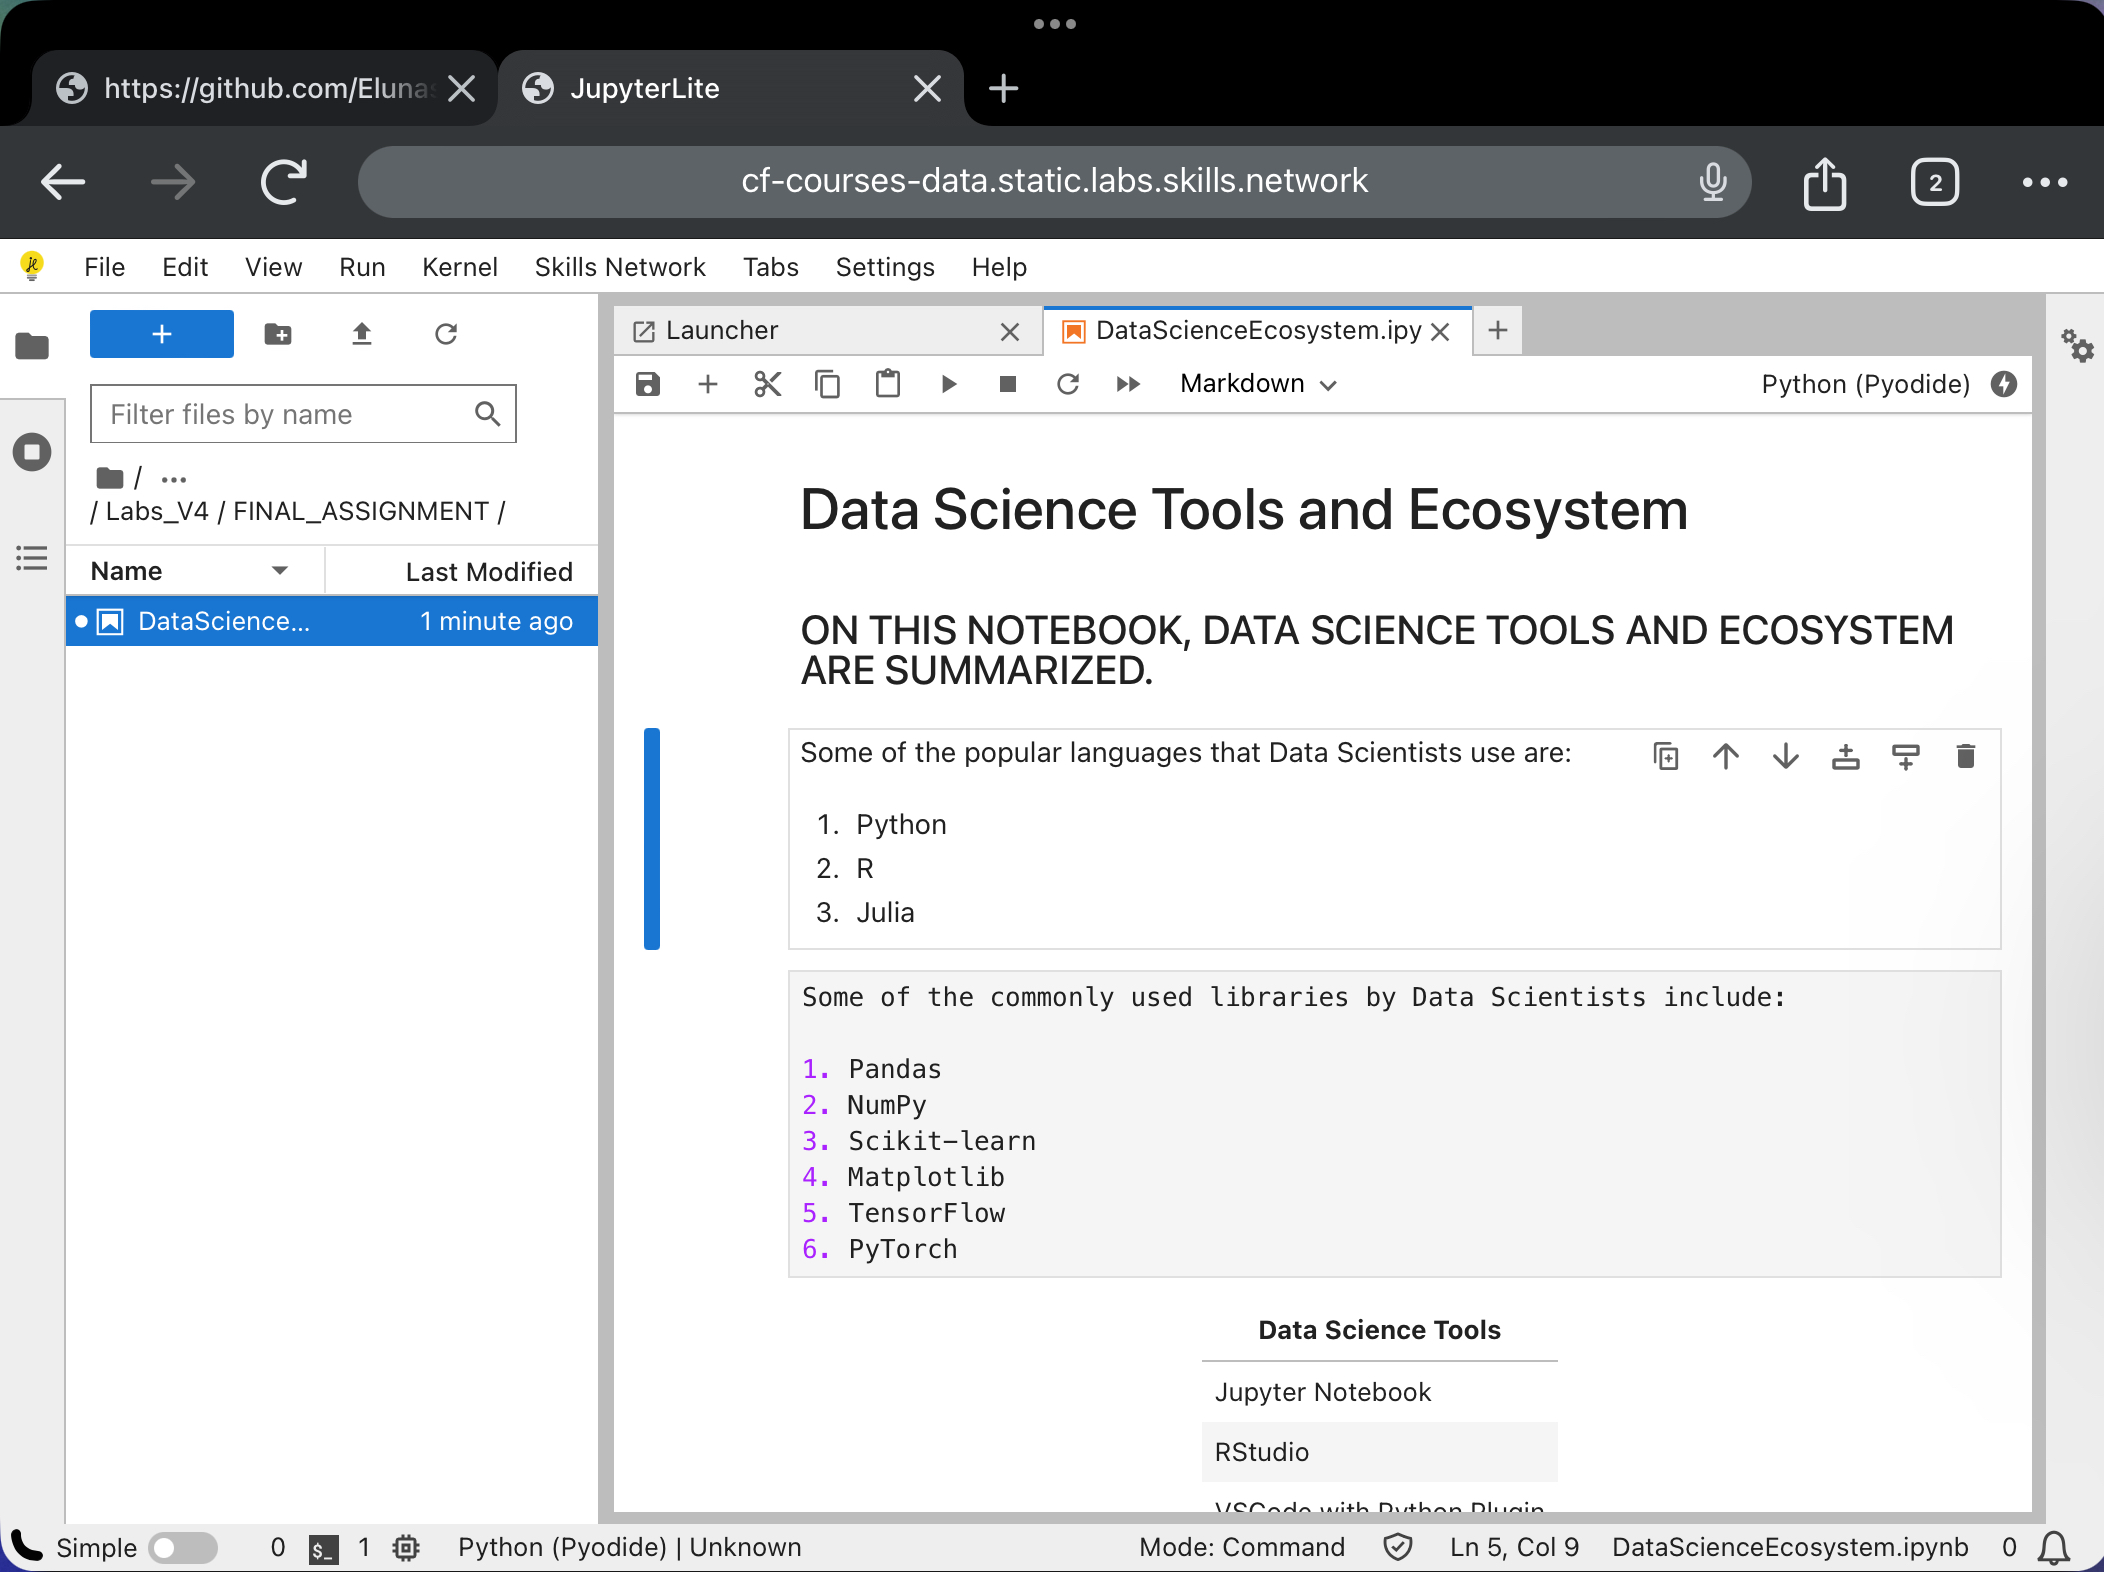 https://github.com/Eluna
JupyterLite
cf-courses-data.static.labs.skills.network
2
File Edit View Run Kernel Skills Network Tabs Settings Help
Launcher
DataScienceEcosystem.ipy
Markdown
Python (Pyodide)
Filter files by name
/ ...
/ Labs_V4 / FINAL_ASSIGNMENT /
Name Last Modified
DataScience... 1 minute ago
Data Science Tools and Ecosystem
ON THIS NOTEBOOK, DATA SCIENCE TOOLS AND ECOSYSTEM
ARE SUMMARIZED.
Some of the popular languages that Data Scientists use are:
1. Python
2. R
3. Julia
Some of the commonly used libraries by Data Scientists include:
1. Pandas
2. NumPy
3. Scikit-learn
4. Matplotlib
5. TensorFlow
6. PyTorch
Data Science Tools
Jupyter Notebook
RStudio
VSCode with Python Plugin
Simple 0 $_ 1 Python (Pyodide) | Unknown Mode: Command Ln 5, Col 9 DataScienceEcosystem.ipynb 0